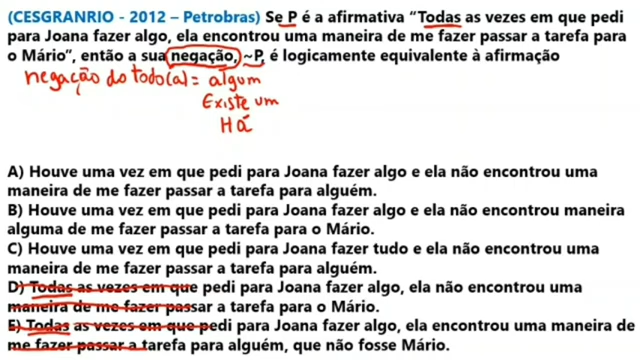 (CESGRANRIO - 2012 – Petrobras) Se P é a afirmativa “Todas as vezes em que pedi
para Joana fazer algo, ela encontrou uma maneira de me fazer passar a tarefa para
o Mário”, então a sua negação, ~P, é logicamente equivalente à afirmação
negação do todo(a) = algum
Existe um
Há
A) Houve uma vez em que pedi para Joana fazer algo e ela não encontrou uma
maneira de me fazer passar a tarefa para alguém.
B) Houve uma vez em que pedi para Joana fazer algo e ela não encontrou maneira
alguma de me fazer passar a tarefa para o Mário.
C) Houve uma vez em que pedi para Joana fazer tudo e ela não encontrou uma
maneira de me fazer passar a tarefa para alguém.
D) Todas as vezes em que pedi para Joana fazer algo, ela não encontrou uma
maneira de me fazer passar a tarefa para o Mário.
E) Todas as vezes em que pedi para Joana fazer algo, ela encontrou uma maneira de
me fazer passar a tarefa para alguém, que não fosse Mário.